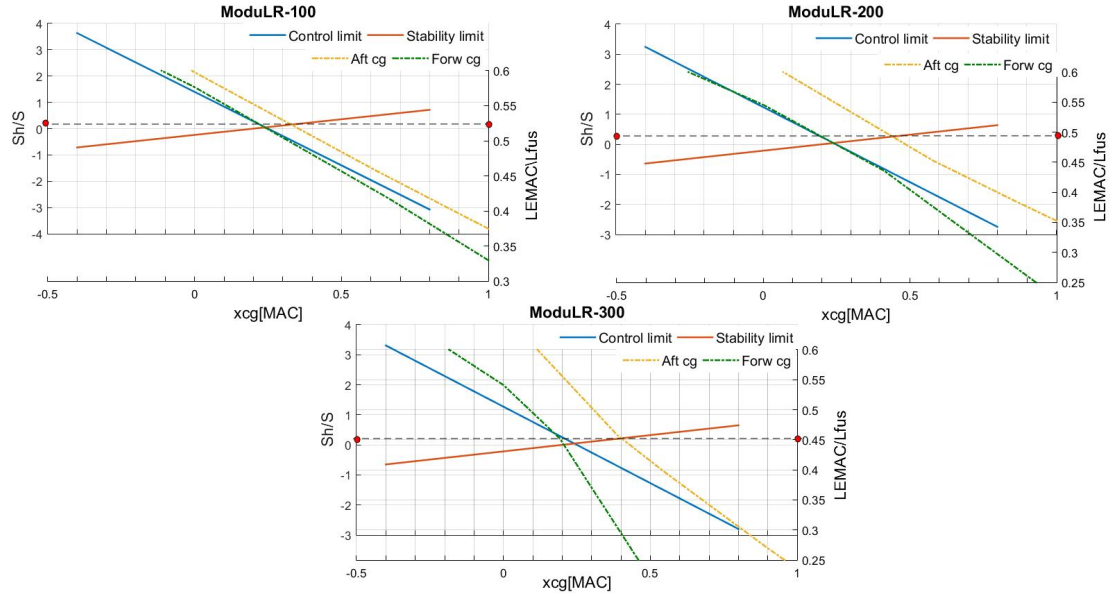 ModuLR-100
Control limit
Stability limit
Aft cg
Forw cg
4
3
2
1
0
-1
-2
-3
-4
Sh/S
0.6
0.55
0.5
0.45
0.4
0.35
0.3
LEMAC\Lfus
-0.5
0
0.5
1
xcg[MAC]
ModuLR-200
Control limit
Stability limit
Aft cg
Forw cg
4
3
2
1
0
-1
-2
-3
Sh/S
0.6
0.55
0.5
0.45
0.4
0.35
0.3
0.25
LEMAC/Lfus
-0.5
0
0.5
1
xcg[MAC]
ModuLR-300
Control limit
Stability limit
Aft cg
Forw cg
4
3
2
1
0
-1
-2
-3
Sh/S
0.6
0.55
0.5
0.45
0.4
0.35
0.3
0.25
LEMAC/Lfus
-0.5
0
0.5
1
xcg[MAC]